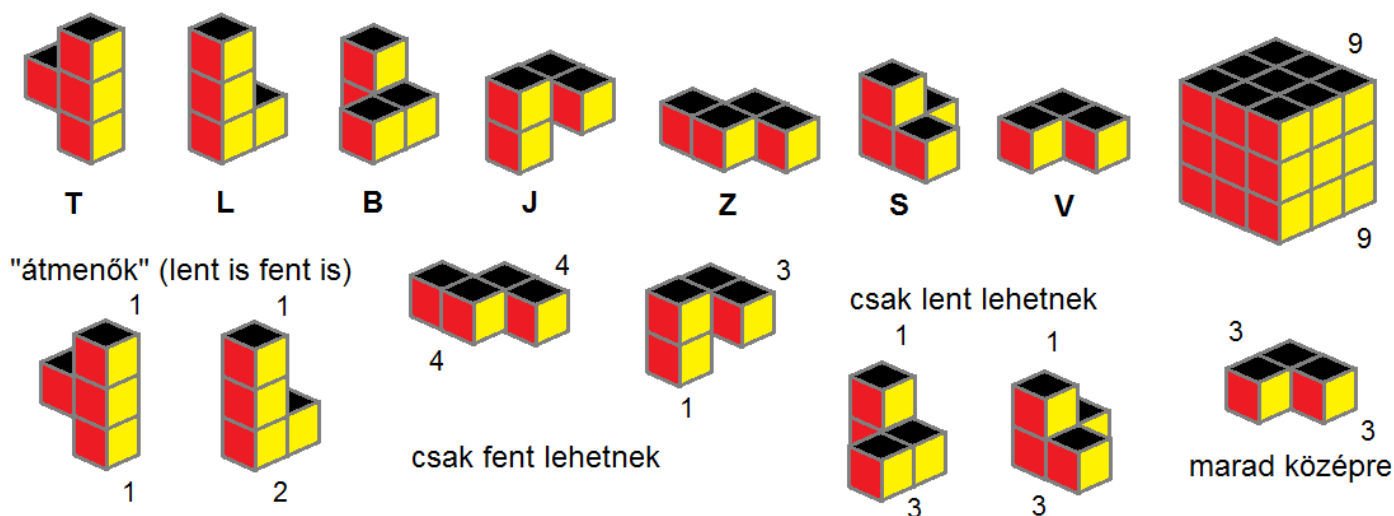 9
T L B J Z S V
9
"átmenők" (lent is fent is)
1 1
4 3
csak lent lehetnek
1 1
3
4
1
csak fent lehetnek
3
marad középre
1 2
3 3